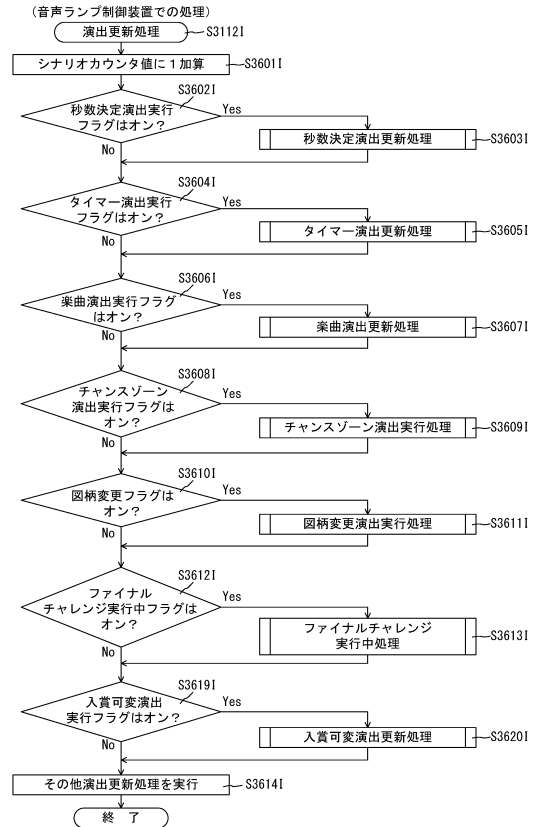 (音声ランプ制御装置での処理)
演出更新処理
S3112I
シナリオカウンタ値に１加算
S3601I
S3602I
秒数決定演出実行
フラグはオン？
Yes
No
秒数決定演出更新処理
S3603I
S3604I
タイマー演出実行
フラグはオン？
Yes
No
タイマー演出更新処理
S3605I
S3606I
楽曲演出実行フラグ
はオン？
Yes
No
楽曲演出更新処理
S3607I
S3608I
チャンスゾーン
演出実行フラグは
オン？
Yes
No
チャンスゾーン演出実行処理
S3609I
S3610I
図柄変更フラグは
オン？
Yes
No
図柄変更演出実行処理
S3611I
S3612I
ファイナル
チャレンジ実行中フラグは
オン？
Yes
No
ファイナルチャレンジ
実行中処理
S3613I
S3619I
入賞可変演出
実行フラグはオン？
Yes
No
入賞可変演出更新処理
S3620I
その他演出更新処理を実行
S3614I
終 了